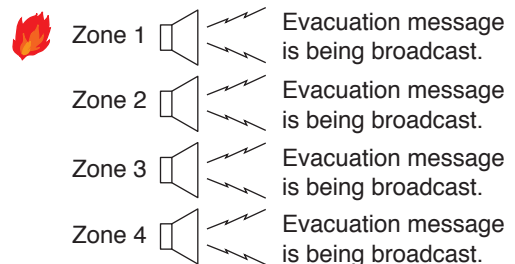 Zone 1
Evacuation message
is being broadcast.
Zone 2
Evacuation message
is being broadcast.
Zone 3
Evacuation message
is being broadcast.
Zone 4
Evacuation message
is being broadcast.